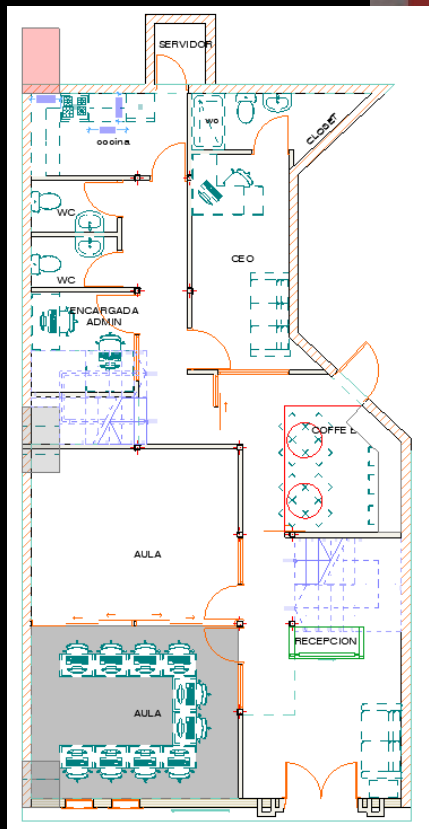 SERVIDOR
cocina
WC
CLOSET
WC
CEO
WC
ENCARGADA
ADMIN
COFFE B
AULA
RECEPCION
AULA